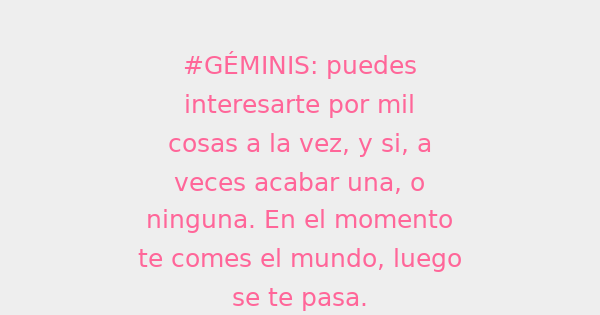 #GÉMINIS: puedes
interesarte por mil
cosas a la vez, y si, a
veces acabar una, o
ninguna. En el momento
te comes el mundo, luego
se te pasa.